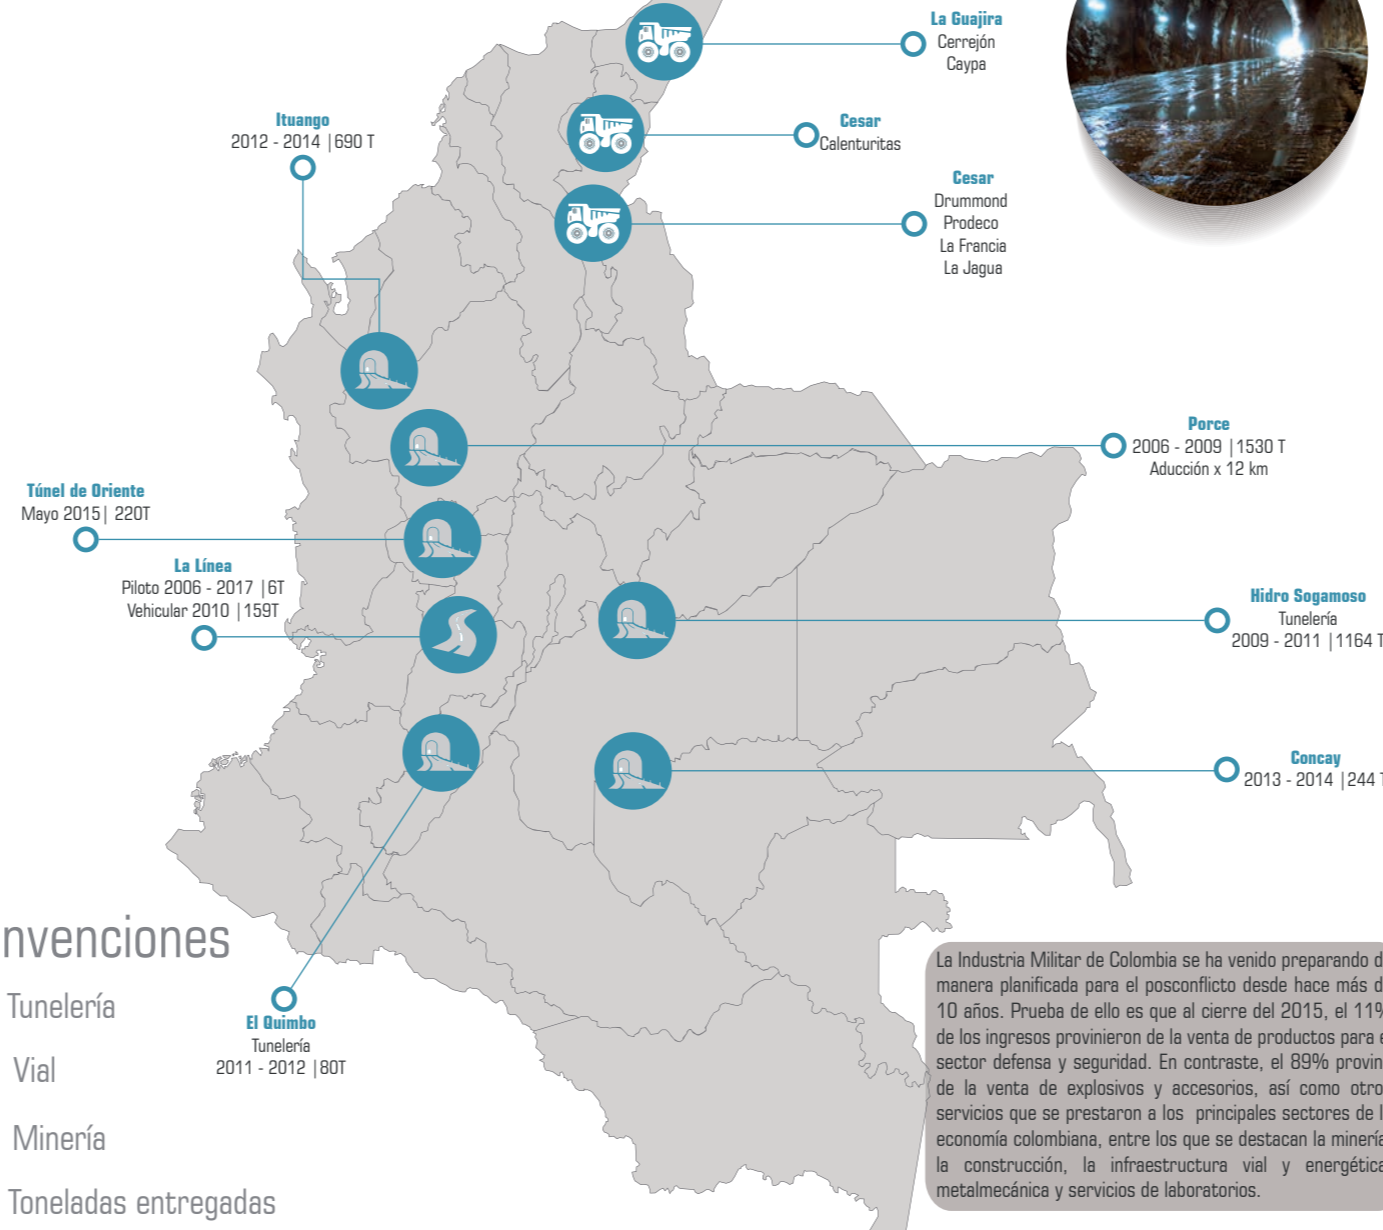 La Guajira
Cerrejón
Caypa
Ituango
2012 - 2014 | 690 T
Cesar
Calenturitas
Cesar
Drummond
Prodeco
La Francia
La Jagua
Porce
2006 - 2009 | 1530 T
Aducción x 12 km
Túnel de Oriente
Mayo 2015 | 220T
La Línea
Piloto 2006 - 2017 | 6T
Vehicular 2010 | 159T
Hidro Sogamoso
Tunelería
2009 - 2011 | 1164 T
Concay
2013 - 2014 | 244 T
El Quimbo
Tunelería
2011 - 2012 | 80T
nvenciones
Tunelería
Vial
Minería
Toneladas entregadas
La Industria Militar de Colombia se ha venido preparando d
manera planificada para el posconflicto desde hace más d
10 años. Prueba de ello es que al cierre del 2015, el 11%
de los ingresos provinieron de la venta de productos para e
sector defensa y seguridad. En contraste, el 89% provin
de la venta de explosivos y accesorios, así como otro
servicios que se prestaron a los principales sectores de l
economía colombiana, entre los que se destacan la minería
la construcción, la infraestructura vial y energética
metalmecánica y servicios de laboratorios.